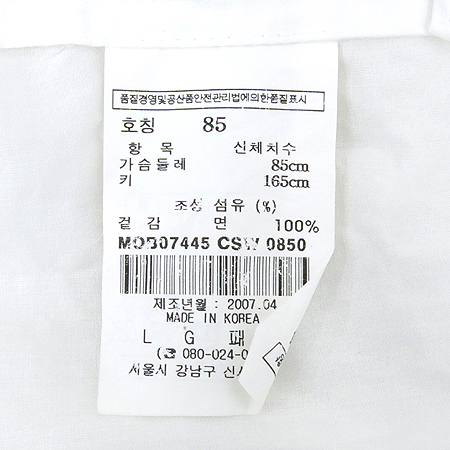 품질경영및공산품안전관리법에의한품질표시
호칭 85
항 목 신체치수
가슴둘레 85cm
키 165cm
조성 섬유 (%)
겉 감 면 100%
MOB07445 CSW 0850
제조년월 : 2007.04
MADE IN KOREA
L G 패
(☎ 080-024-0
서울시 강남구 신사